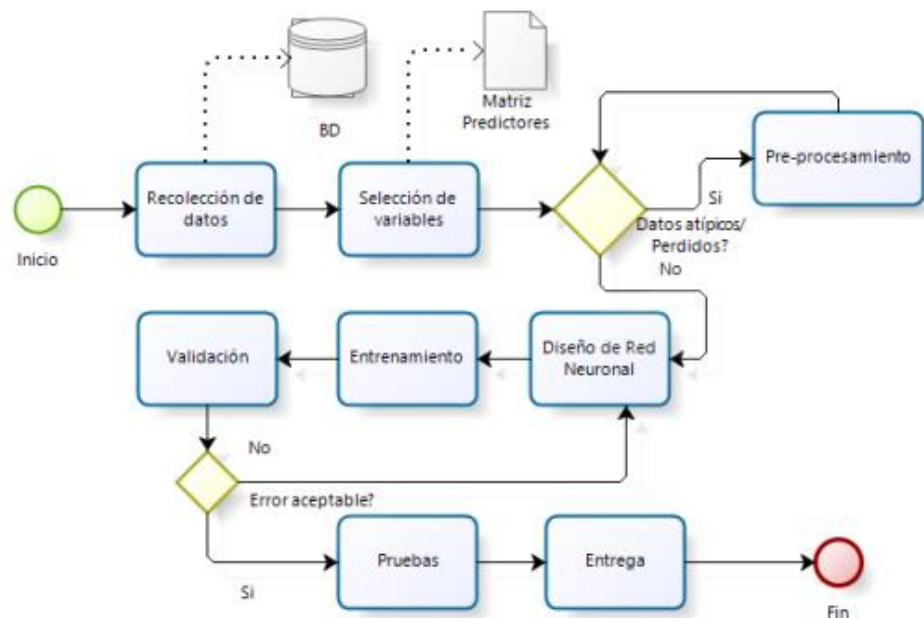 BD
Matriz
Predictores
Inicio
Recolección de
datos
Selección de
variables
Si
Datos atípicos/
Perdidos?
No
Pre-procesamiento
Diseño de Red
Neuronal
Entrenamiento
Validación
No
Error aceptable?
Si
Pruebas
Entrega
Fin